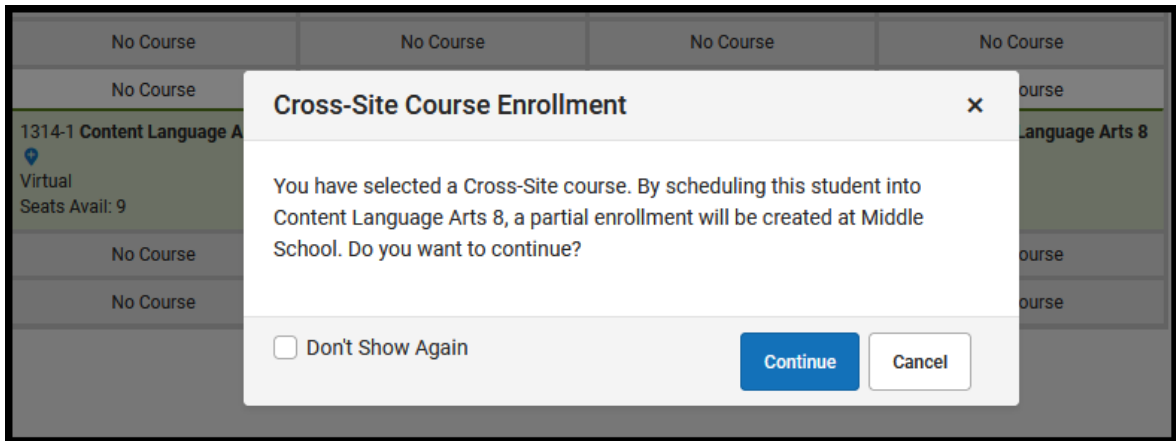 No Course No Course No Course No Course
No Course ourse
Cross-Site Course Enrollment ×
1314-1 Content Language A Language Arts 8
Virtual
Seats Avail: 9
You have selected a Cross-Site course. By scheduling this student into
Content Language Arts 8, a partial enrollment will be created at Middle
School. Do you want to continue?
No Course ourse
No Course ourse
Don't Show Again
Continue Cancel